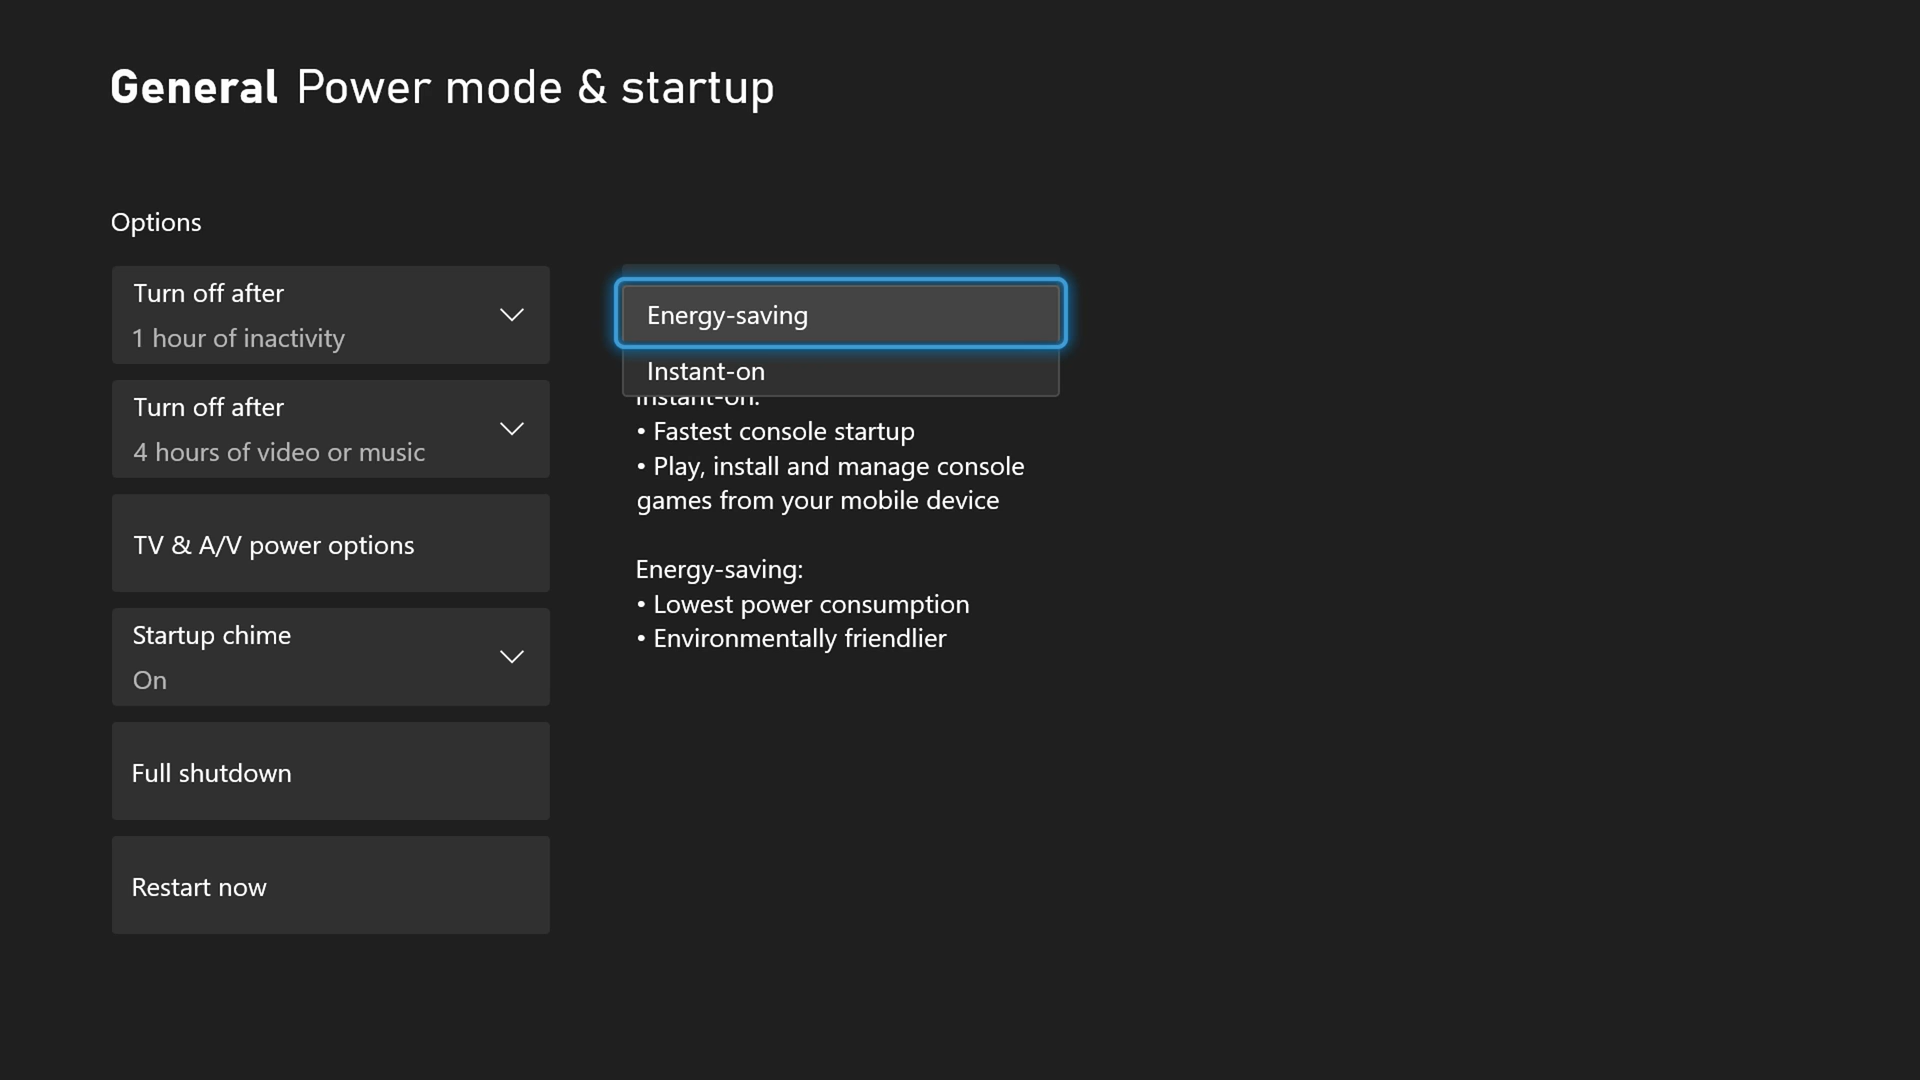 General Power mode & startup
Options
Turn off after
1 hour of inactivity
Turn off after
4 hours of video or music
TV & A/V power options
Startup chime
On
Full shutdown
Restart now
Energy-saving
Instant-on
Instant-on:
• Fastest console startup
• Play, install and manage console
games from your mobile device
Energy-saving:
• Lowest power consumption
• Environmentally friendlier